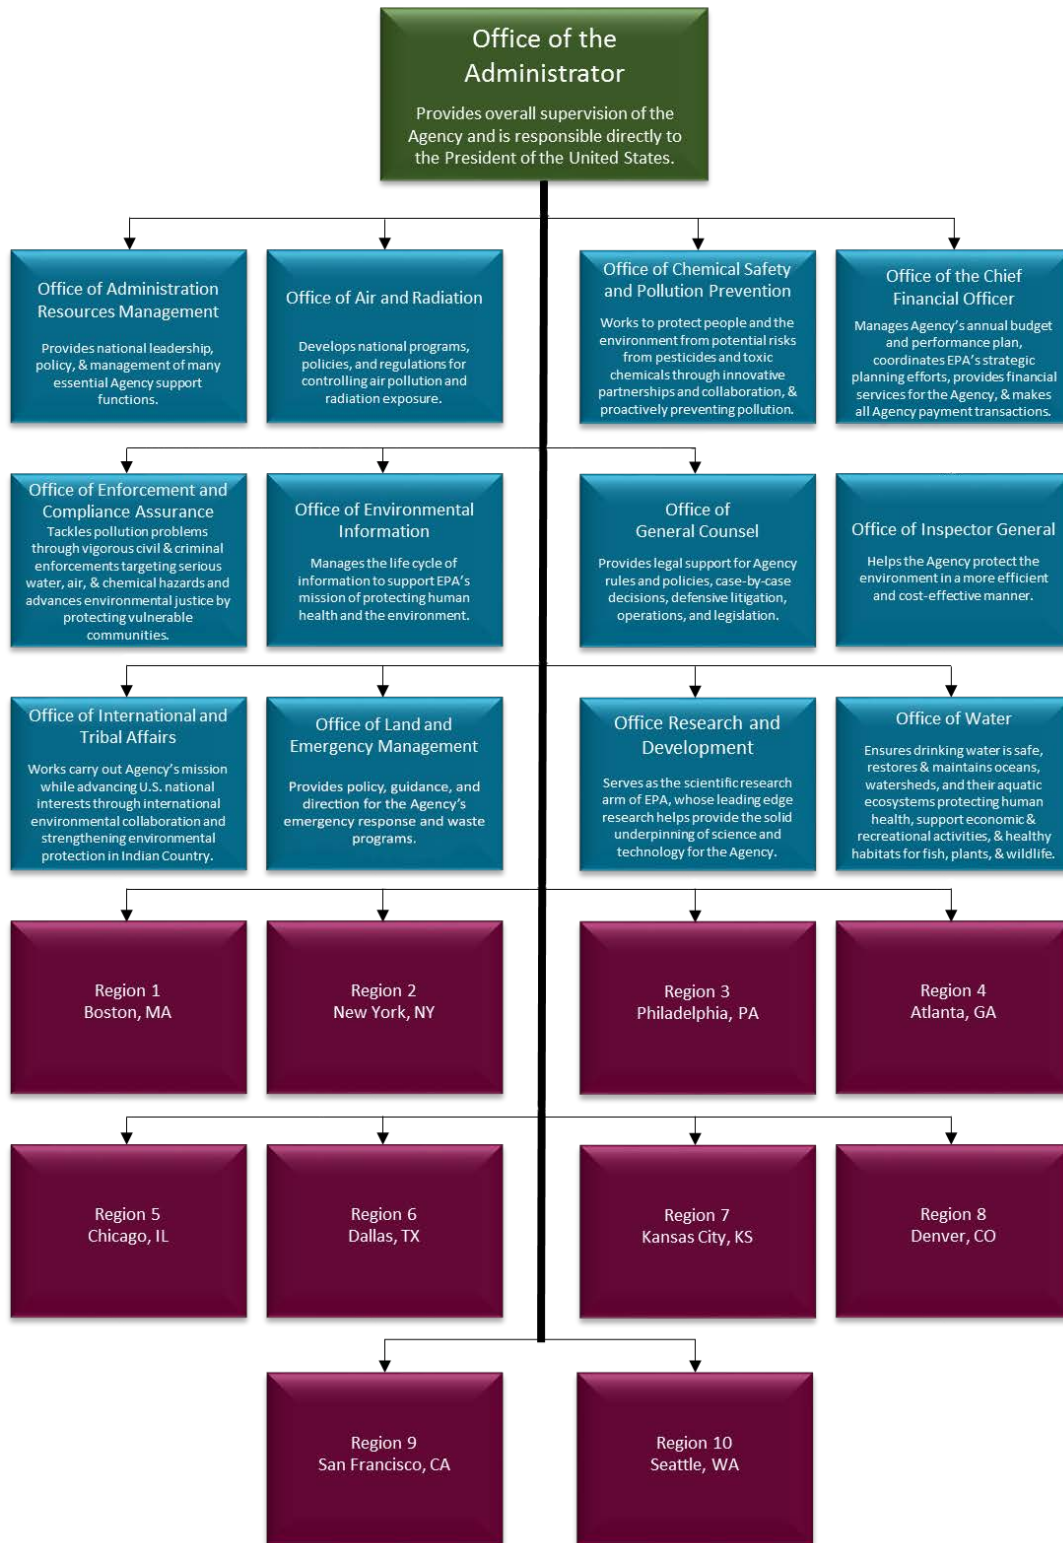 Office of the
Administrator
Provides overall supervision of the
Agency and is responsible directly to
the President of the United States.
Office of Administration
Resources Management
Provides national leadership,
policy, & management of many
essential Agency support
functions.
Office of Air and Radiation
Develops national programs,
policies, and regulations for
controlling air pollution and
radiation exposure.
Office of Chemical Safety
and Pollution Prevention
Works to protect people and the
environment from potential risks
from pesticides and toxic
chemicals through innovative
partnerships and collaboration, &
proactively preventing pollution.
Office of the Chief
Financial Officer
Manages Agency's annual budget
and performance plan,
coordinates EPA's strategic
planning efforts, provides financial
services for the Agency, & makes
all Agency payment transactions.
Office of Enforcement and
Compliance Assurance
Tackles pollution problems
through vigorous civil & criminal
enforcements targeting serious
water, air, & chemical hazards and
advances environmental justice by
protecting vulnerable
communities.
Office of Environmental
Information
Manages the life cycle of
information to support EPA's
mission of protecting human
health and the environment.
Office of
General Counsel
Provides legal support for Agency
rules and policies, case-by-case
decisions, defensive litigation,
operations, and legislation.
Office of Inspector General
Helps the Agency protect the
environment in a more efficient
and cost-effective manner.
Office of International and
Tribal Affairs
Works carry out Agency's mission
while advancing U.S. national
interests through international
environmental collaboration and
strengthening environmental
protection in Indian Country.
Office of Land and
Emergency Management
Provides policy, guidance, and
direction for the Agency's
emergency response and waste
programs.
Office Research and
Development
Serves as the scientific research
arm of EPA, whose leading edge
research helps provide the solid
underpinning of science and
technology for the Agency.
Office of Water
Ensures drinking water is safe,
restores & maintains oceans,
watersheds, and their aquatic
ecosystems protecting human
health, support economic &
recreational activities, & healthy
habitats for fish, plants, & wildlife.
Region 1
Boston, MA
Region 2
New York, NY
Region 3
Philadelphia, PA
Region 4
Atlanta, GA
Region 5
Chicago, IL
Region 6
Dallas, TX
Region 7
Kansas City, KS
Region 8
Denver, CO
Region 9
San Francisco, CA
Region 10
Seattle, WA